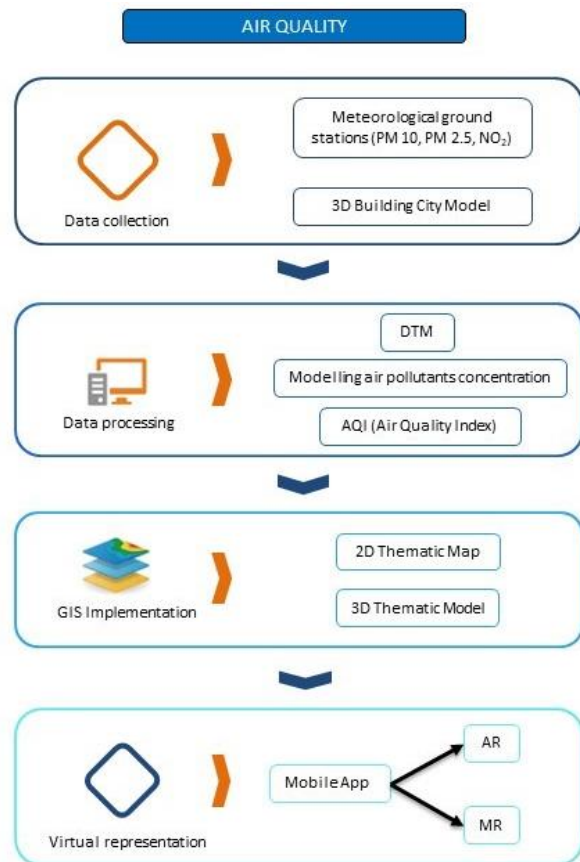 AIR QUALITY
Meteorological ground
stations (PM 10, PM 2.5, NO₂)
3D Building City Model
Data collection
DTM
Modelling air pollutants concentration
AQI (Air Quality Index)
Data processing
2D Thematic Map
3D Thematic Model
GIS Implementation
AR
Mobile App
MR
Virtual representation